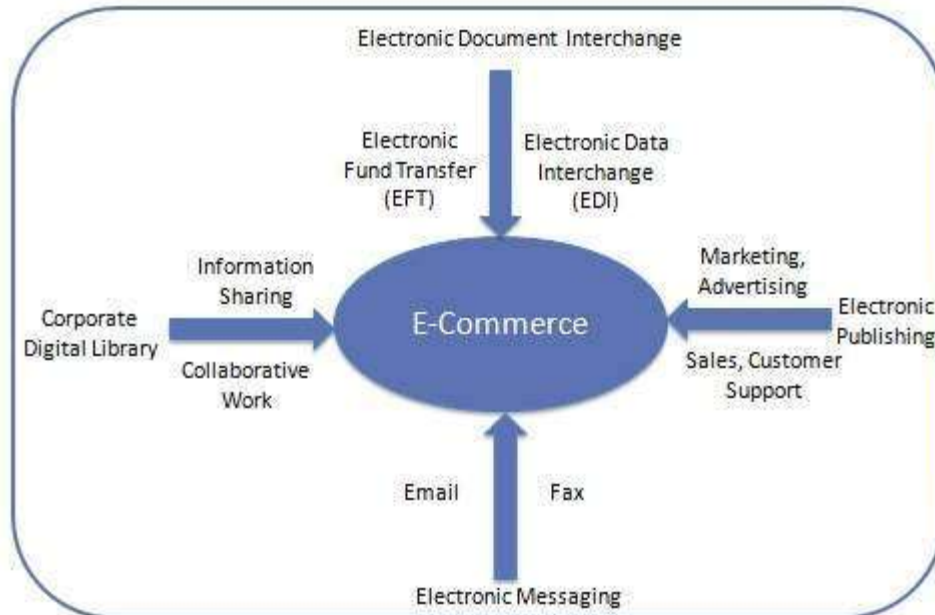 Electronic Document Interchange
Electronic
Fund Transfer
(EFT)
Electronic Data
Interchange
(EDI)
Information
Sharing
Marketing,
Advertising
Corporate
Digital Library
E-Commerce
Electronic
Publishing
Collaborative
Work
Sales, Customer
Support
Email
Fax
Electronic Messaging